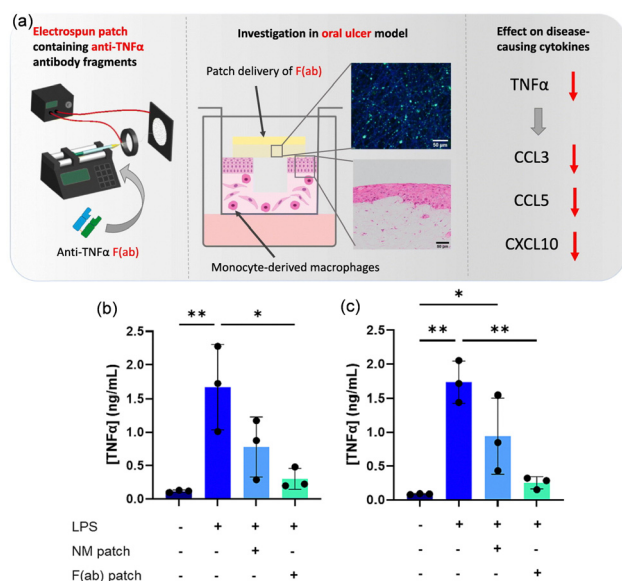 (a)
Electrospun patch
containing anti-TNFα
antibody fragments
Anti-TNFα F(ab)
Investigation in oral ulcer model
Patch delivery of F(ab)
50 µm
50 µm
Monocyte-derived macrophages
Effect on disease-
causing cytokines
TNFα
CCL3
CCL5
CXCL10
(b)
** *
[TNFα] (ng/mL)
2.5
2.0
1.5
1.0
0.5
0.0
LPS - + + +
NM patch - - + -
F(ab) patch - - - +
(c)
*
** **
[TNFα] (ng/mL)
2.5
2.0
1.5
1.0
0.5
0.0
- + + +
- - + -
- - - +